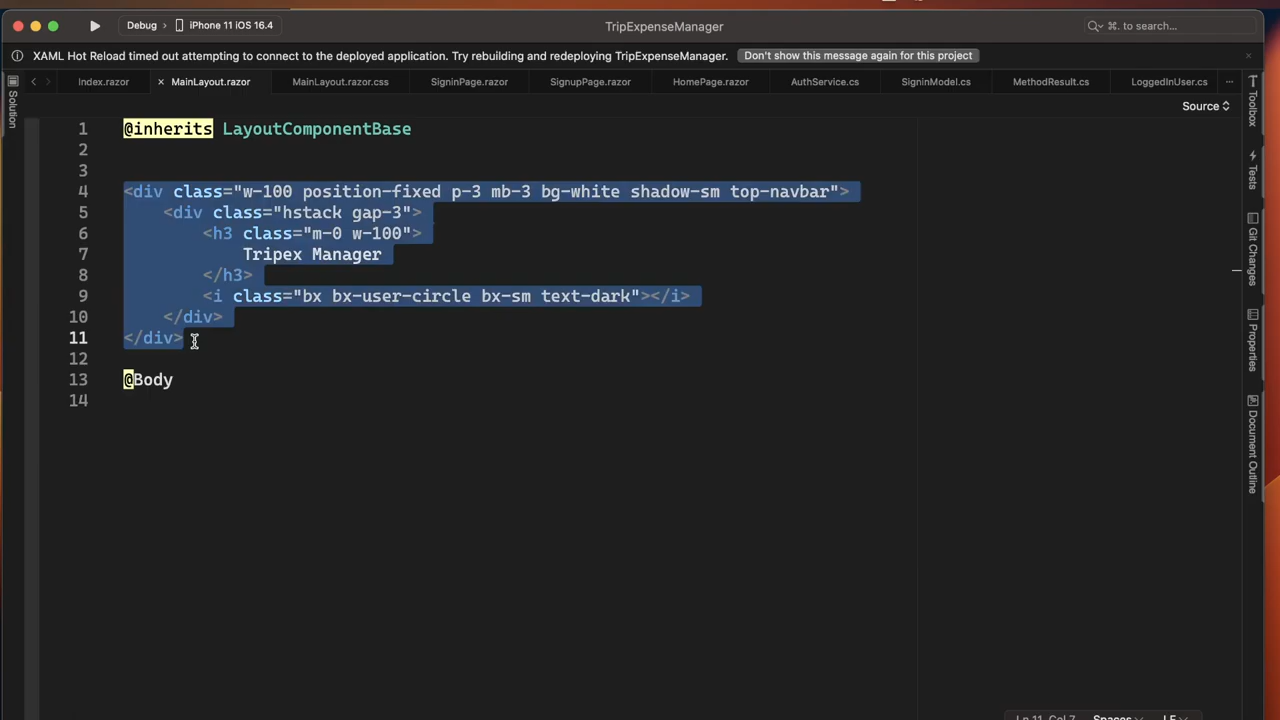 TripExpenseManager
Debug > iPhone 11 iOS 16.4
⌘. to search...
XAML Hot Reload timed out attempting to connect to the deployed application. Try rebuilding and redeploying TripExpenseManager. Don't show this message again for this project
Index.razor × MainLayout.razor MainLayout.razor.css SigninPage.razor SignupPage.razor HomePage.razor AuthService.cs SigninModel.cs MethodResult.cs LoggedInUser.cs ...
Source
Solution
Toolbox
Tests
Git Changes
Properties
Document Outline
1 @inherits LayoutComponentBase
2
3
4 <div class="w-100 position-fixed p-3 mb-3 bg-white shadow-sm top-navbar">
5 <div class="hstack gap-3">
6 <h3 class="m-0 w-100">
7 Tripex Manager
8 </h3>
9 <i class="bx bx-user-circle bx-sm text-dark"></i>
10 </div>
11 </div>
12
13 @Body
14
Ln 11, Col 7 Spaces LF